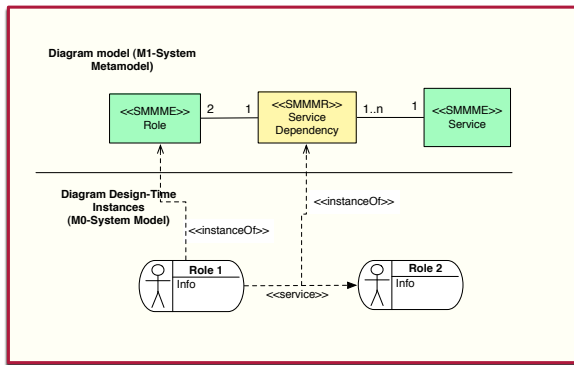 Diagram model (M1-System
Metamodel)
<<SMMME>>
Role
2
1
<<SMMMR>>
Service
Dependency
1..n
1
<<SMMME>>
Service
Diagram Design-Time
Instances
(M0-System Model)
<<instanceOf>>
<<instanceOf>>
Role 1
Info
<<service>>
Role 2
Info